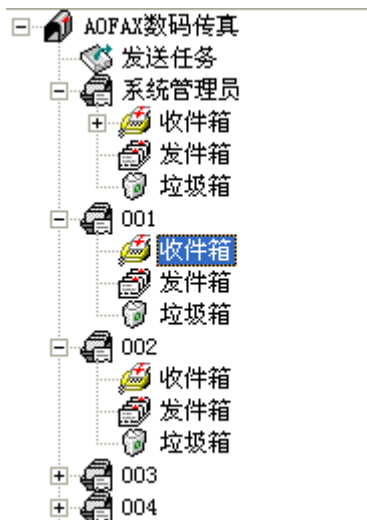 AOFAX数码传真
发送任务
系统管理员
收件箱
发件箱
垃圾箱
001
收件箱
发件箱
垃圾箱
002
收件箱
发件箱
垃圾箱
003
004